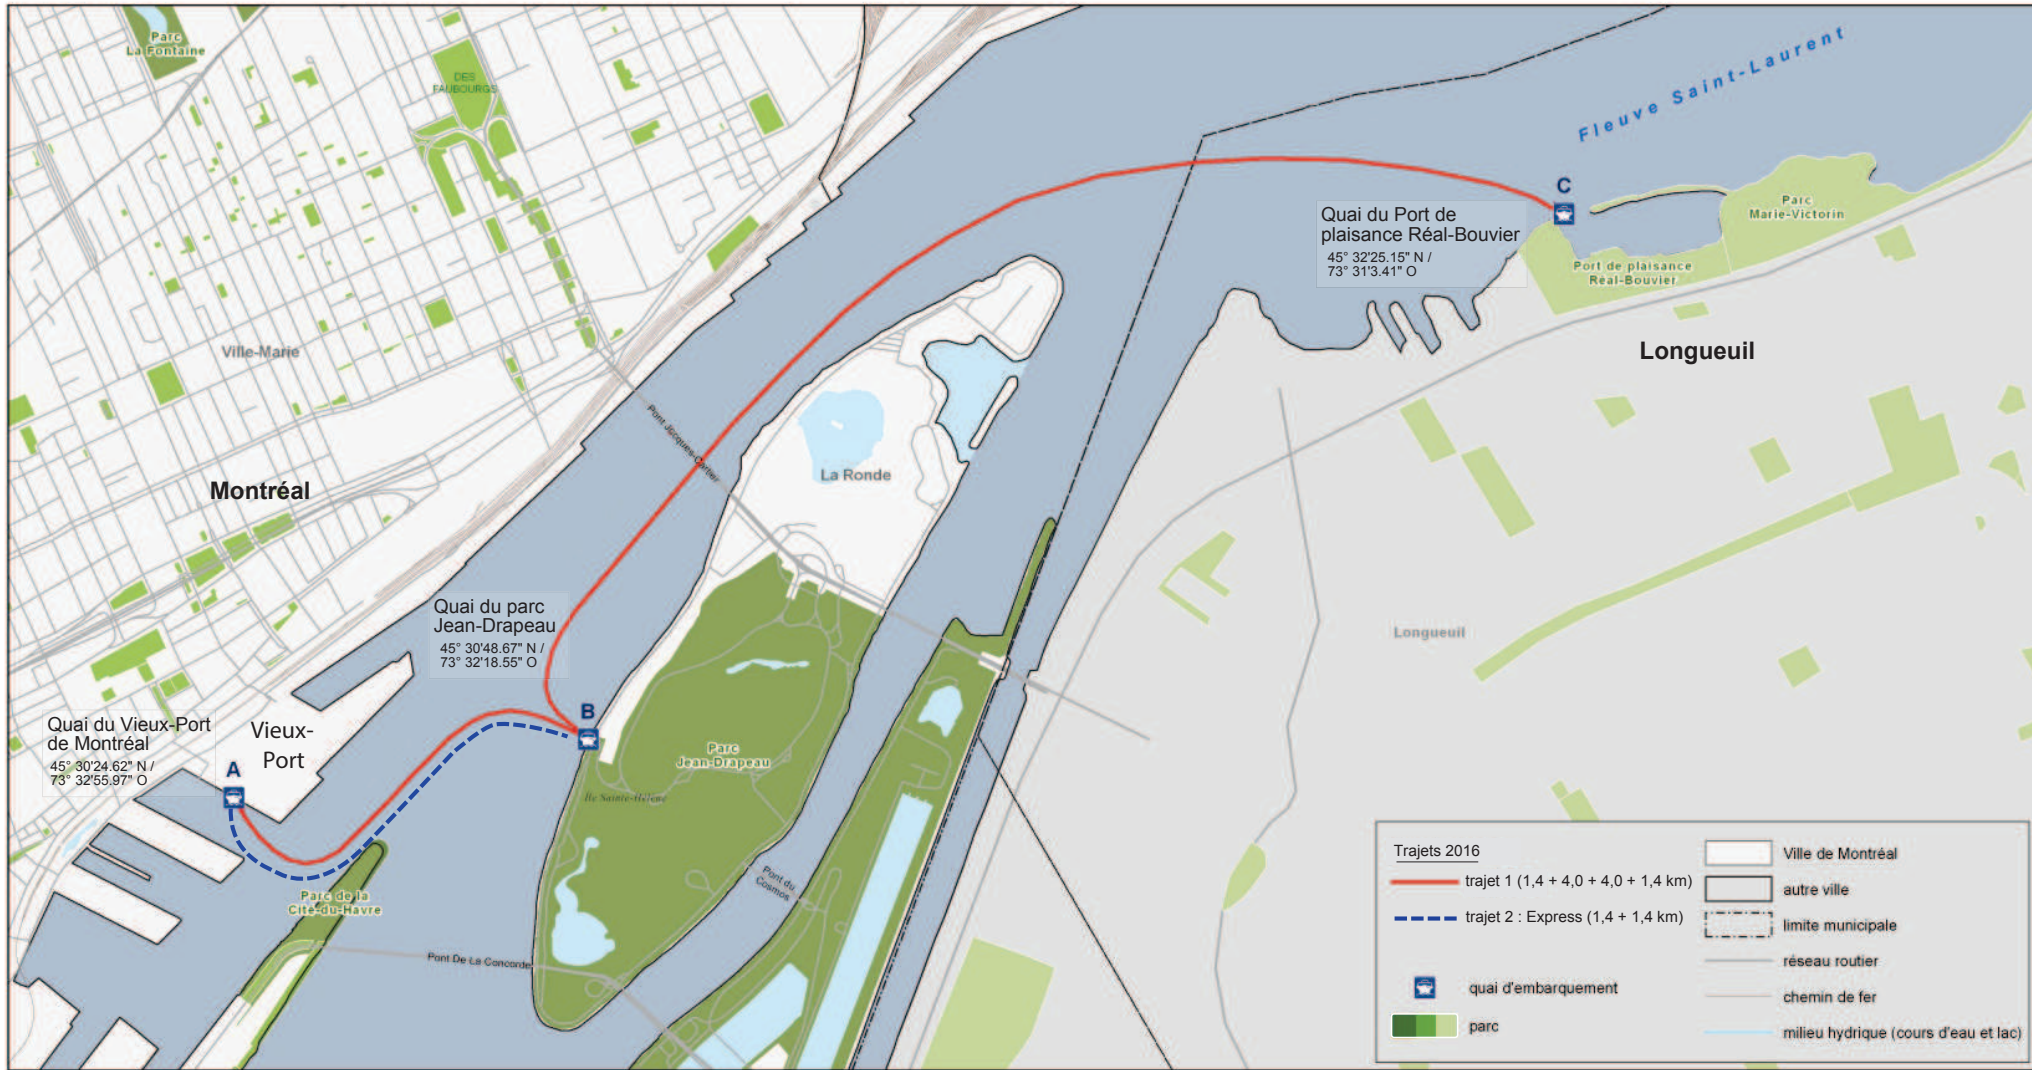 Parc
La Fontaine
DES
FAUBOURGS
Fleuve Saint-Laurent
C
Quai du Port de
plaisance Réal-Bouvier
45° 32'25.15" N /
73° 31'3.41" O
Parc
Marie-Victorin
Port de plaisance
Réal-Bouvier
Ville-Marie
Longueuil
Pont Jacques-Cartier
La Ronde
Montréal
Quai du parc
Jean-Drapeau
45° 30'48.67" N /
73° 32'18.55" O
Longueuil
B
Quai du Vieux-Port
de Montréal
45° 30'24.62" N /
73° 32'55.97" O
A
Vieux-
Port
Parc
Jean-Drapeau
Île Sainte-Hélène
Pont du
Cosmos
Parc de la
Cité-du-Havre
Pont De La Concorde
Trajets 2016
trajet 1 (1,4 + 4,0 + 4,0 + 1,4 km)
trajet 2 : Express (1,4 + 1,4 km)
quai d'embarquement
parc
Ville de Montréal
autre ville
limite municipale
réseau routier
chemin de fer
milieu hydrique (cours d'eau et lac)